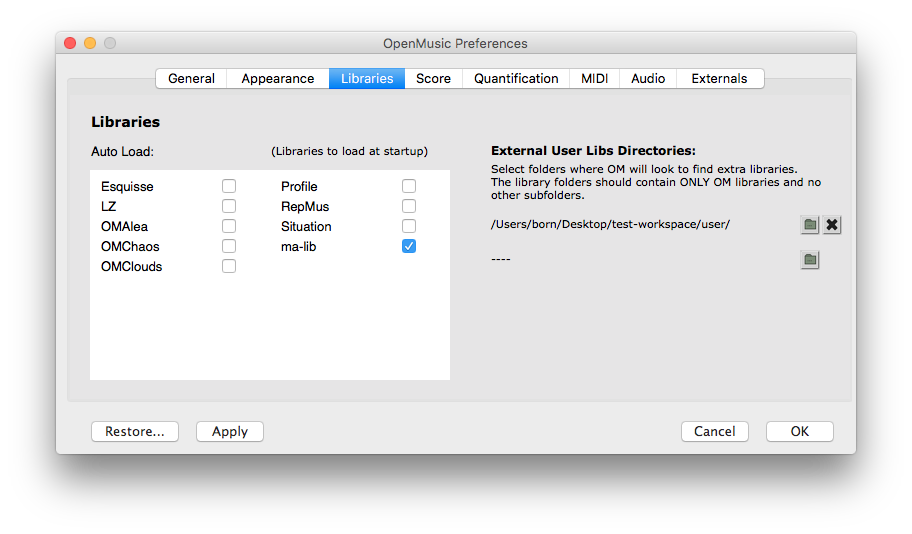 OpenMusic Preferences
General Appearance Libraries Score Quantification MIDI Audio Externals
Libraries
Auto Load: (Libraries to load at startup)
Esquisse Profile
LZ RepMus
OMAlea Situation
OMChaos ma-lib
OMClouds
External User Libs Directories:
Select folders where OM will look to find extra libraries.
The library folders should contain ONLY OM libraries and no
other subfolders.
/Users/born/Desktop/test-workspace/user/
----
Restore... Apply Cancel OK